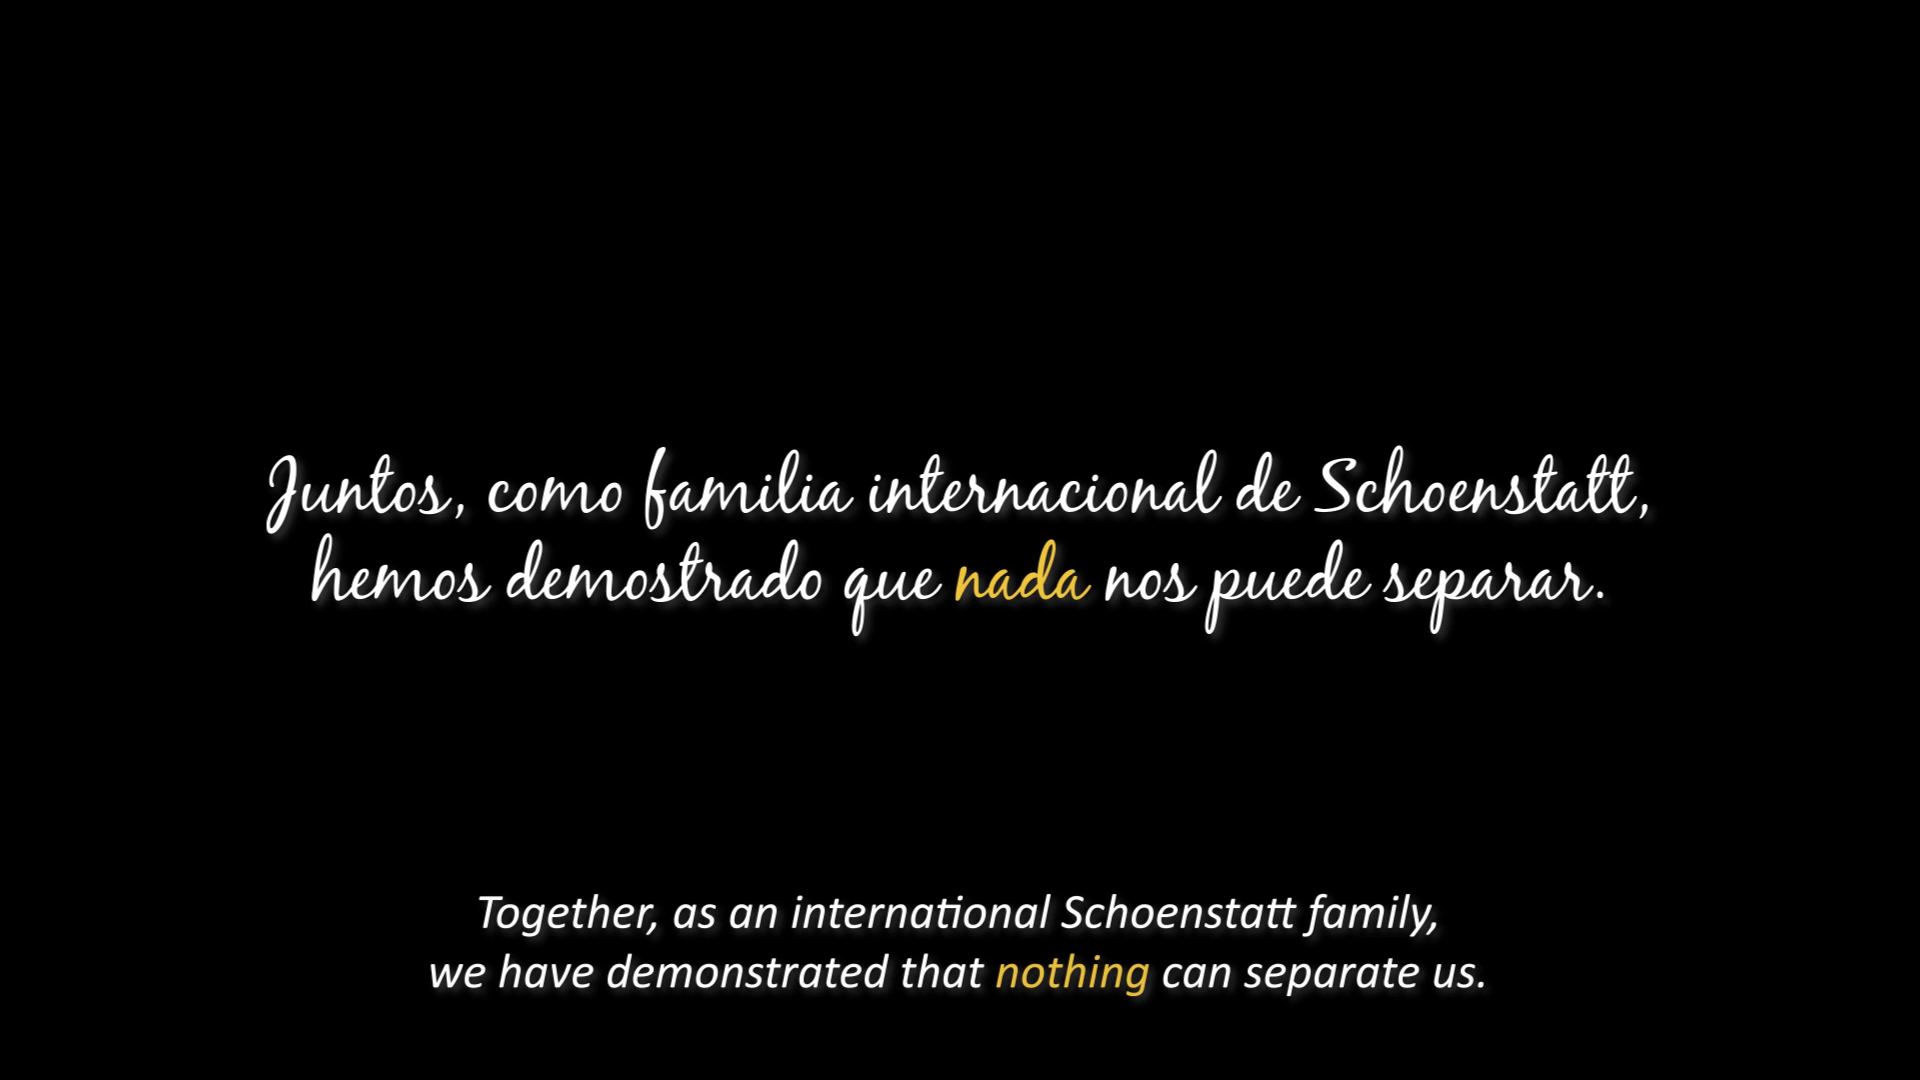 Juntos, como familia internacional de Schoenstatt,
hemos demostrado que nada nos puede separar.
Together, as an international Schoenstatt family,
we have demonstrated that nothing can separate us.